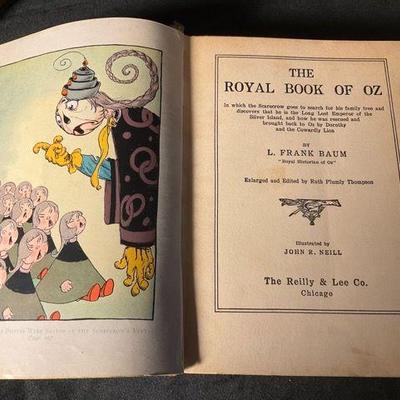 THE
ROYAL BOOK OF OZ
In which the Scarecrow goes to search for his family tree and
discovers that he is the Long Lost Emperor of the
Silver Island, and how he was rescued and
brought back to Oz by Dorothy
and the Cowardly Lion
BY
L. FRANK BAUM
"Royal Historian of Oz"
Enlarged and Edited by Ruth Plumly Thompson
Illustrated by
JOHN R. NEILL
The Reilly & Lee Co.
Chicago